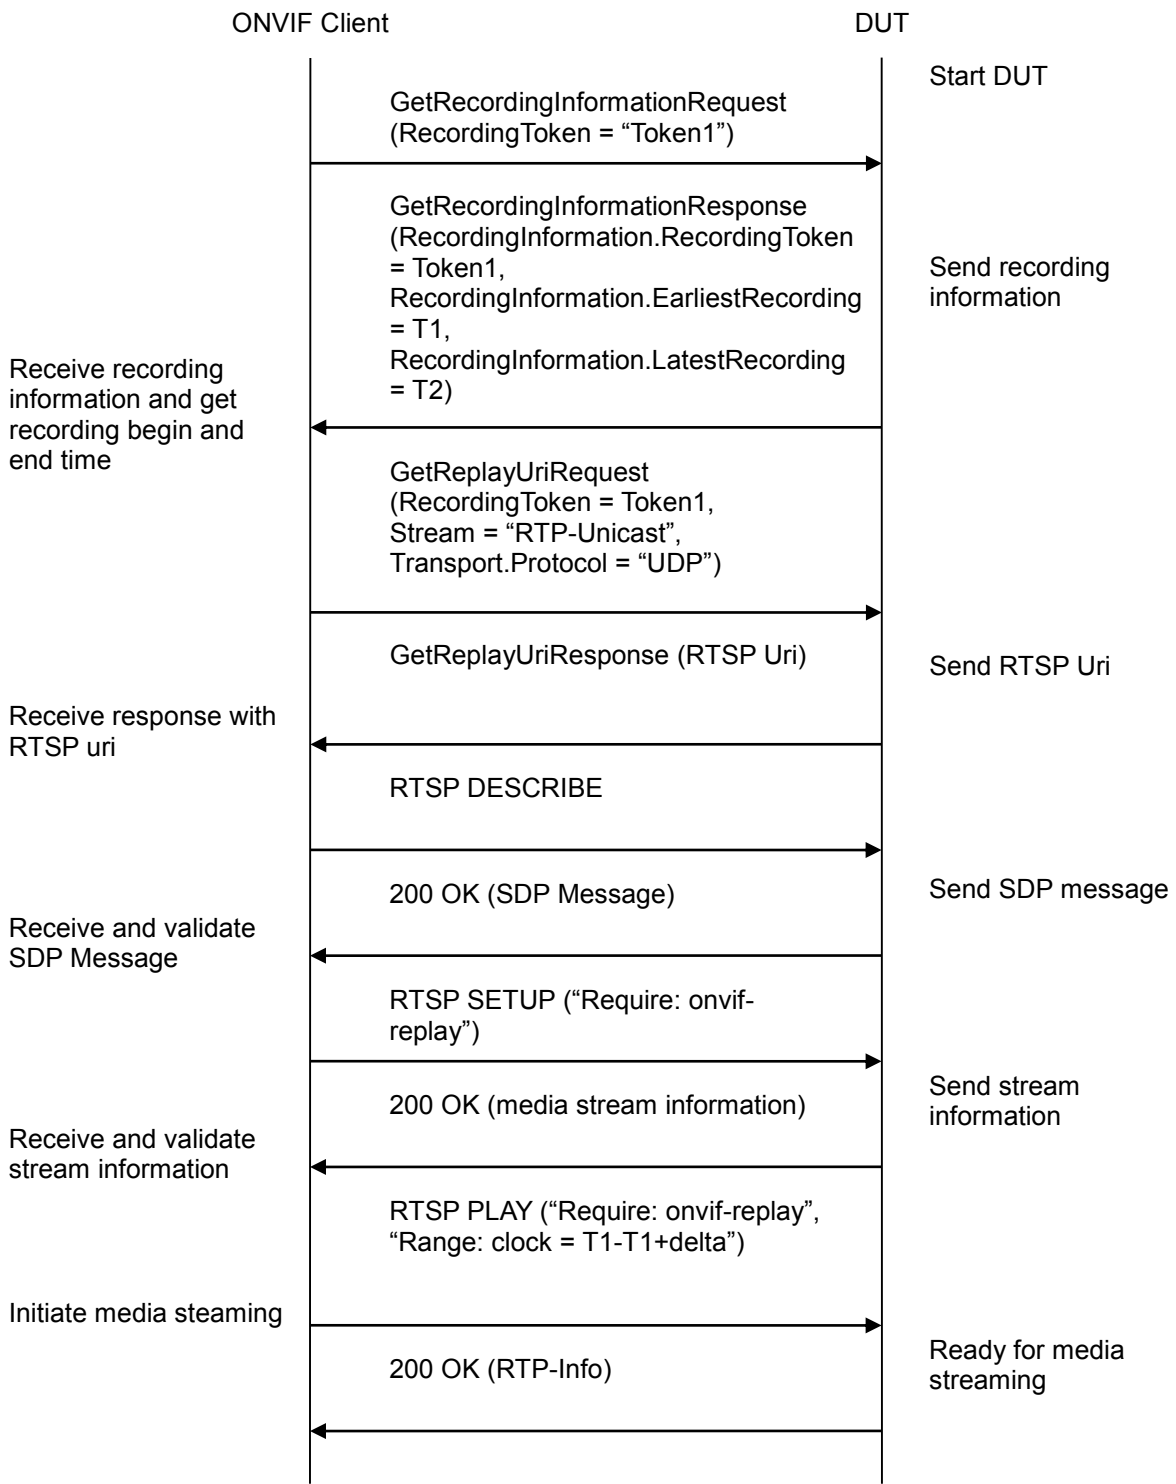 ONVIF Client
DUT
Start DUT
GetRecordingInformationRequest
(RecordingToken = “Token1”)
GetRecordingInformationResponse
(RecordingInformation.RecordingToken
= Token1,
RecordingInformation.EarliestRecording
= T1,
RecordingInformation.LatestRecording
= T2)
Send recording
information
Receive recording
information and get
recording begin and
end time
GetReplayUriRequest
(RecordingToken = Token1,
Stream = “RTP-Unicast”,
Transport.Protocol = “UDP”)
GetReplayUriResponse (RTSP Uri)
Send RTSP Uri
Receive response with
RTSP uri
RTSP DESCRIBE
200 OK (SDP Message)
Send SDP message
Receive and validate
SDP Message
RTSP SETUP (“Require: onvif-
replay”)
200 OK (media stream information)
Send stream
information
Receive and validate
stream information
RTSP PLAY (“Require: onvif-replay”,
“Range: clock = T1-T1+delta”)
Initiate media steaming
200 OK (RTP-Info)
Ready for media
streaming